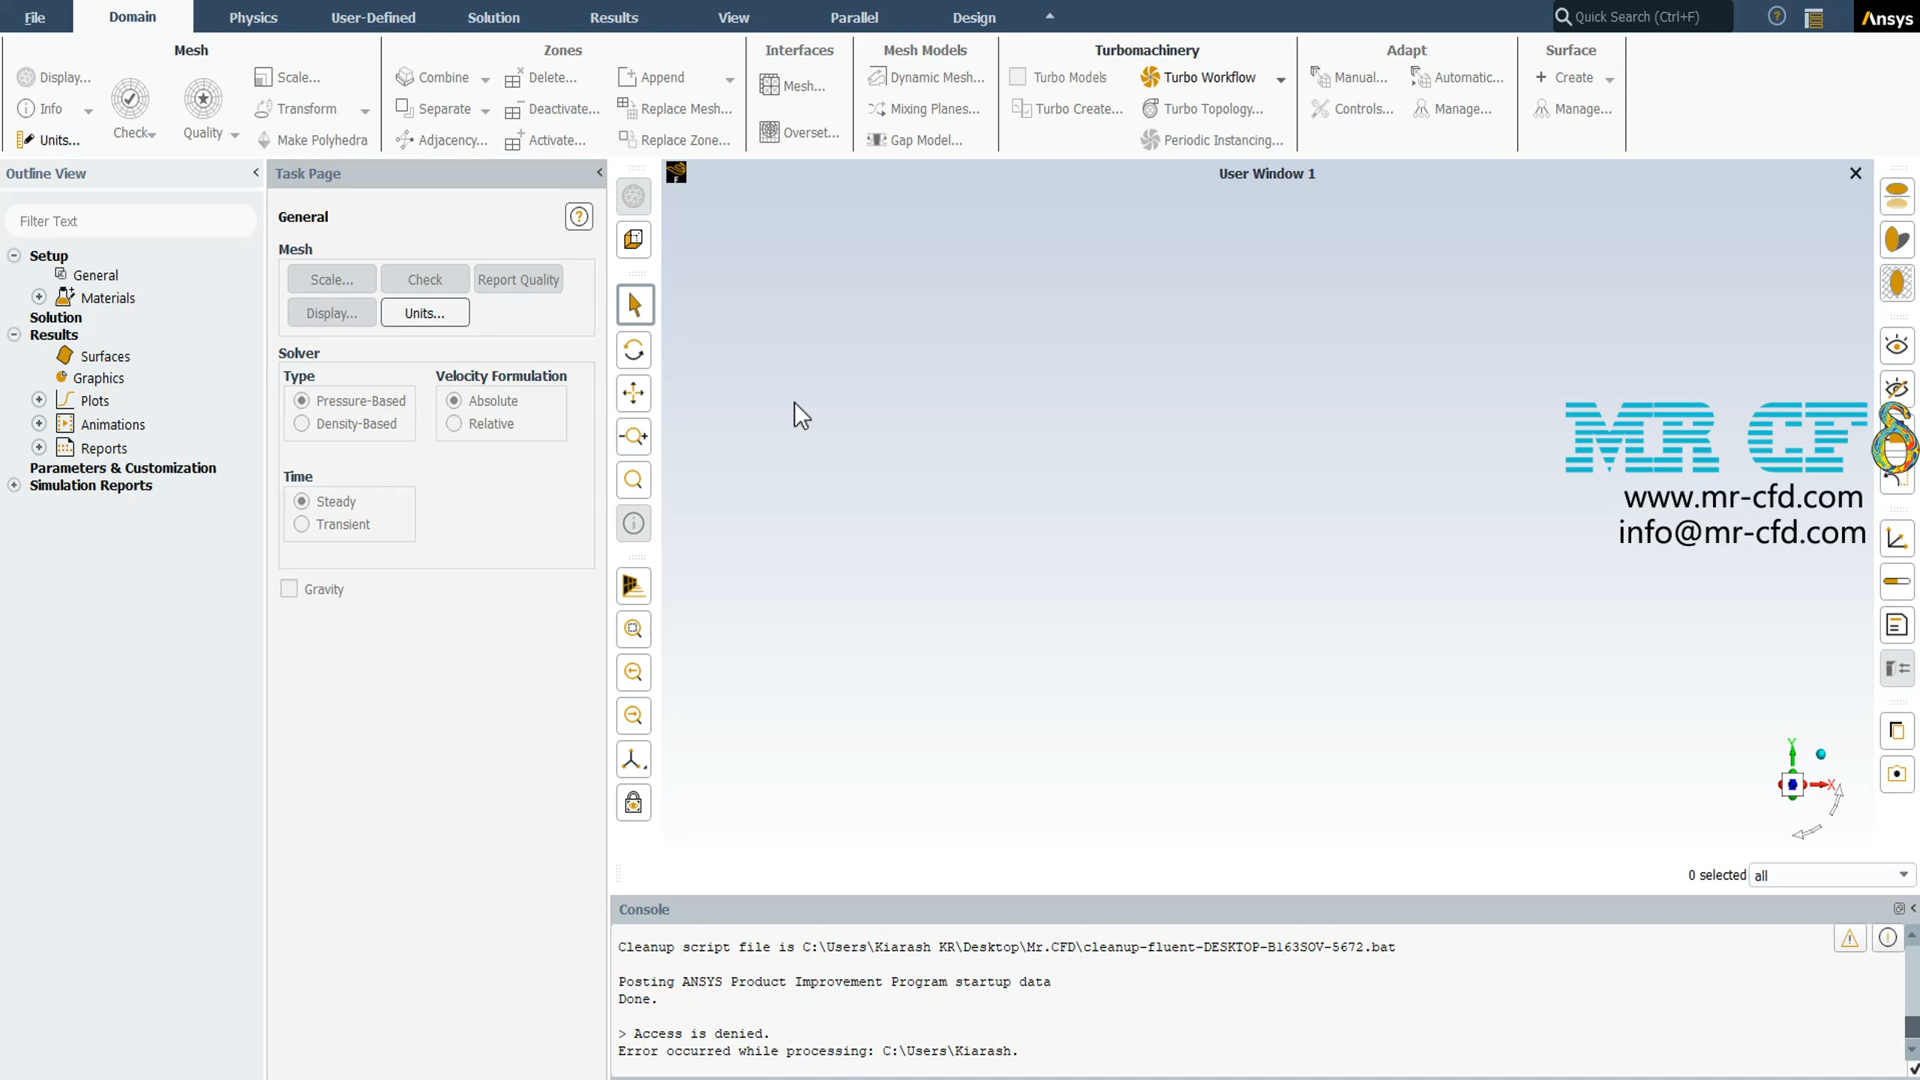 File Domain Physics User-Defined Solution Results View Parallel Design Quick Search (Ctrl+F) Ansys
Mesh Zones Interfaces Mesh Models Turbomachinery Adapt Surface
Display... Scale... Combine Delete... Append Mesh... Dynamic Mesh... Turbo Models Turbo Workflow Manual... Automatic... Create
Info Transform Separate Deactivate... Replace Mesh... Mixing Planes... Turbo Create... Turbo Topology... Controls... Manage... Manage...
Units... Check Quality Make Polyhedra Adjacency... Activate... Replace Zone... Overset... Gap Model... Periodic Instancing...
Outline View
Filter Text
Setup
General
Materials
Solution
Results
Surfaces
Graphics
Plots
Animations
Reports
Parameters & Customization
Simulation Reports
Task Page
General
Mesh
Scale... Check Report Quality
Display... Units...
Solver
Type Velocity Formulation
Pressure-Based Absolute
Density-Based Relative
Time
Steady
Transient
Gravity
User Window 1
MR CFD
www.mr-cfd.com
info@mr-cfd.com
Y
X
0 selected all
Console
Cleanup script file is C:\Users\Kiarash KR\Desktop\Mr.CFD\cleanup-fluent-DESKTOP-B163SOV-5672.bat
Posting ANSYS Product Improvement Program startup data
Done.
> Access is denied.
Error occurred while processing: C:\Users\Kiarash.